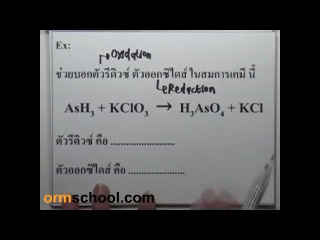 Ex:
Oxidation
ช่วยบอกตัวรีดิวซ์ ตัวออกซิไดส์ ในสมการเคมี นี้
Reduction
AsH₃ + KClO₃ → H₃AsO₄ + KCl
ตัวรีดิวซ์ คือ ........................
ตัวออกซิไดส์ คือ ......................
ormschool.com